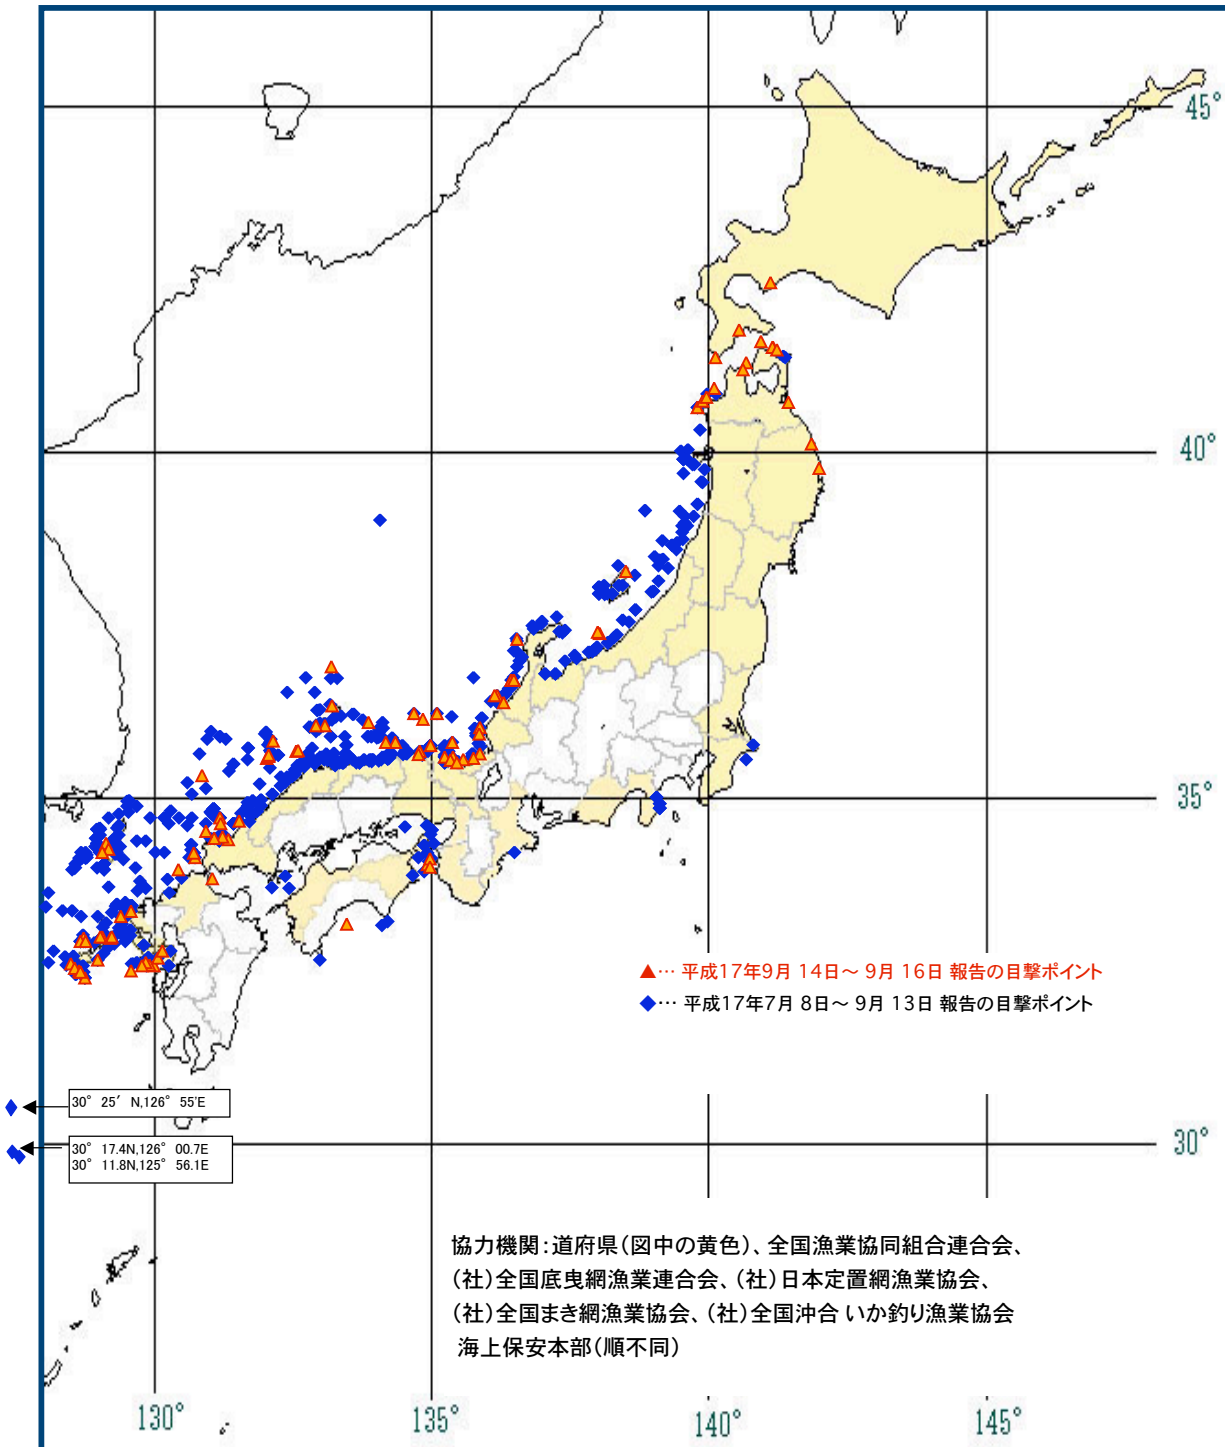 45°
40°
35°
▲… 平成17年9月 14日~ 9月 16日 報告の目撃ポイント
◆… 平成17年7月 8日~ 9月 13日 報告の目撃ポイント
30° 25′ N,126° 55'E
30° 17.4N,126° 00.7E
30° 11.8N,125° 56.1E
30°
協力機関:道府県(図中の黄色)、全国漁業協同組合連合会、
(社)全国底曳網漁業連合会、(社)日本定置網漁業協会、
(社)全国まき網漁業協会、(社)全国沖合 いか釣り漁業協会
海上保安本部(順不同)
130° 135° 140° 145°